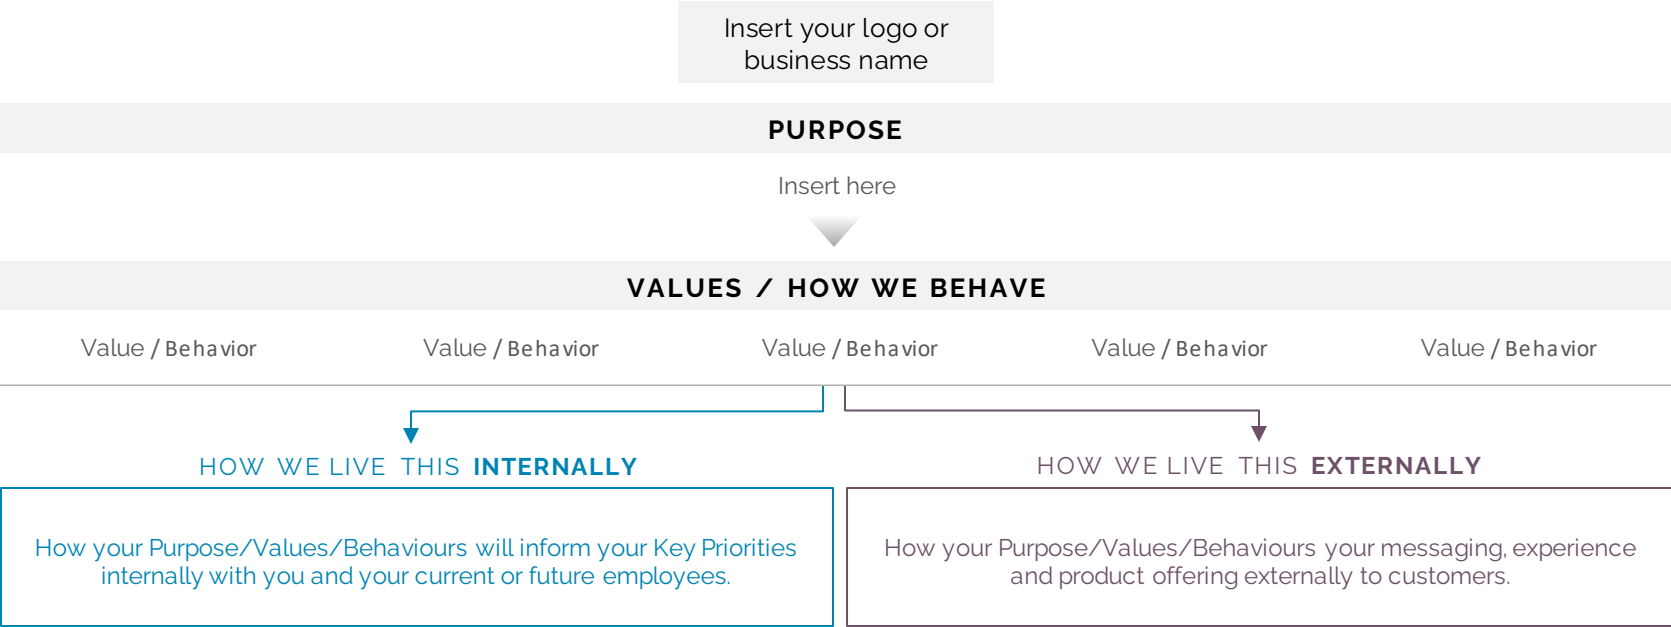 Insert your logo or
business name
PURPOSE
Insert here
VALUES / HOW WE BEHAVE
Value / Behavior
Value / Behavior
Value / Behavior
Value / Behavior
Value / Behavior
HOW WE LIVE THIS INTERNALLY
How your Purpose/Values/Behaviours will inform your Key Priorities
internally with you and your current or future employees.
HOW WE LIVE THIS EXTERNALLY
How your Purpose/Values/Behaviours your messaging, experience
and product offering externally to customers.